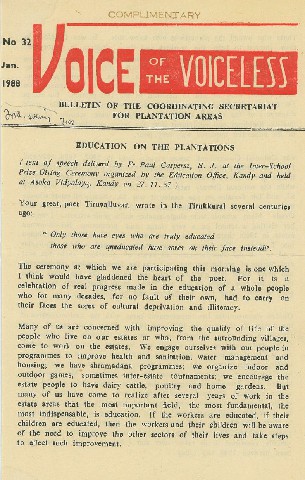 COMPLIMENTARY
No 32
Jan.
1988
VOICE OF THE VOICELESS
BULLETIN OF THE COORDINATING SECRETARIAT
FOR PLANTATION AREAS
EDUCATION ON THE PLANTATIONS
(Text of speech delivered by Fr Paul Caspersz, S. J. at the Inter-School
Prize Giving Ceremony organized by the Education Office, Kandy and held
at Asoka Vidyalaya, Kandy on 27. 11. 87)
Your great poet Tiruvalluvar, wrote in the Tirukkural several centuries
ago:
" Only those have eyes who are truly educated
those who are uneducated have sores on their face instead".
The ceremony at which we are participating this morning is one which
I think would have gladdened the heart of the poet. For it is a
celebration of real progress made in the education of a whole people
who for many decades, for no fault of their own, had to carry on
their faces the sores of cultural deprivation and illiteracy.
Many of us are concerned with improving the quality of life of the
people who live on our estates or who, from the surrounding villages,
come to work on the estates. We engage ourselves with our people in
programmes to improve health and sanitation, water management and
housing; we have shramadana programmes; we organize indoor and
outdoor games, sometimes inter-estate tournaments; we encourage the
estate people to have dairy cattle, poultry and home gardens. But
many of us have come to realize after several years of work in the
estate areas that the most important field, the most fundamental, the
most indispensable, is education. If the workers are educated, if their
children are educated, then the workers and their children will be aware
of the need to improve the other sectors of their lives and take steps
to effect such improvement.